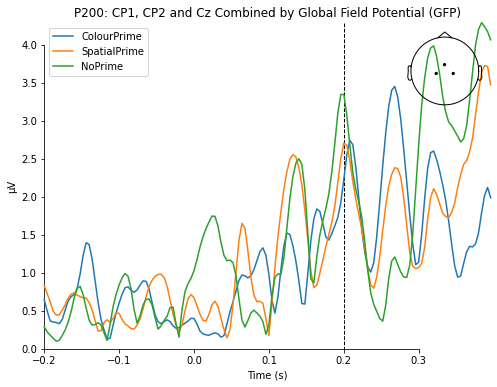 P200: CP1, CP2 and Cz Combined by Global Field Potential (GFP)
ColourPrime
SpatialPrime
NoPrime
µV
4.0
3.5
3.0
2.5
2.0
1.5
1.0
0.5
0.0
−0.2
−0.1
0.0
0.1
0.2
0.3
Time (s)